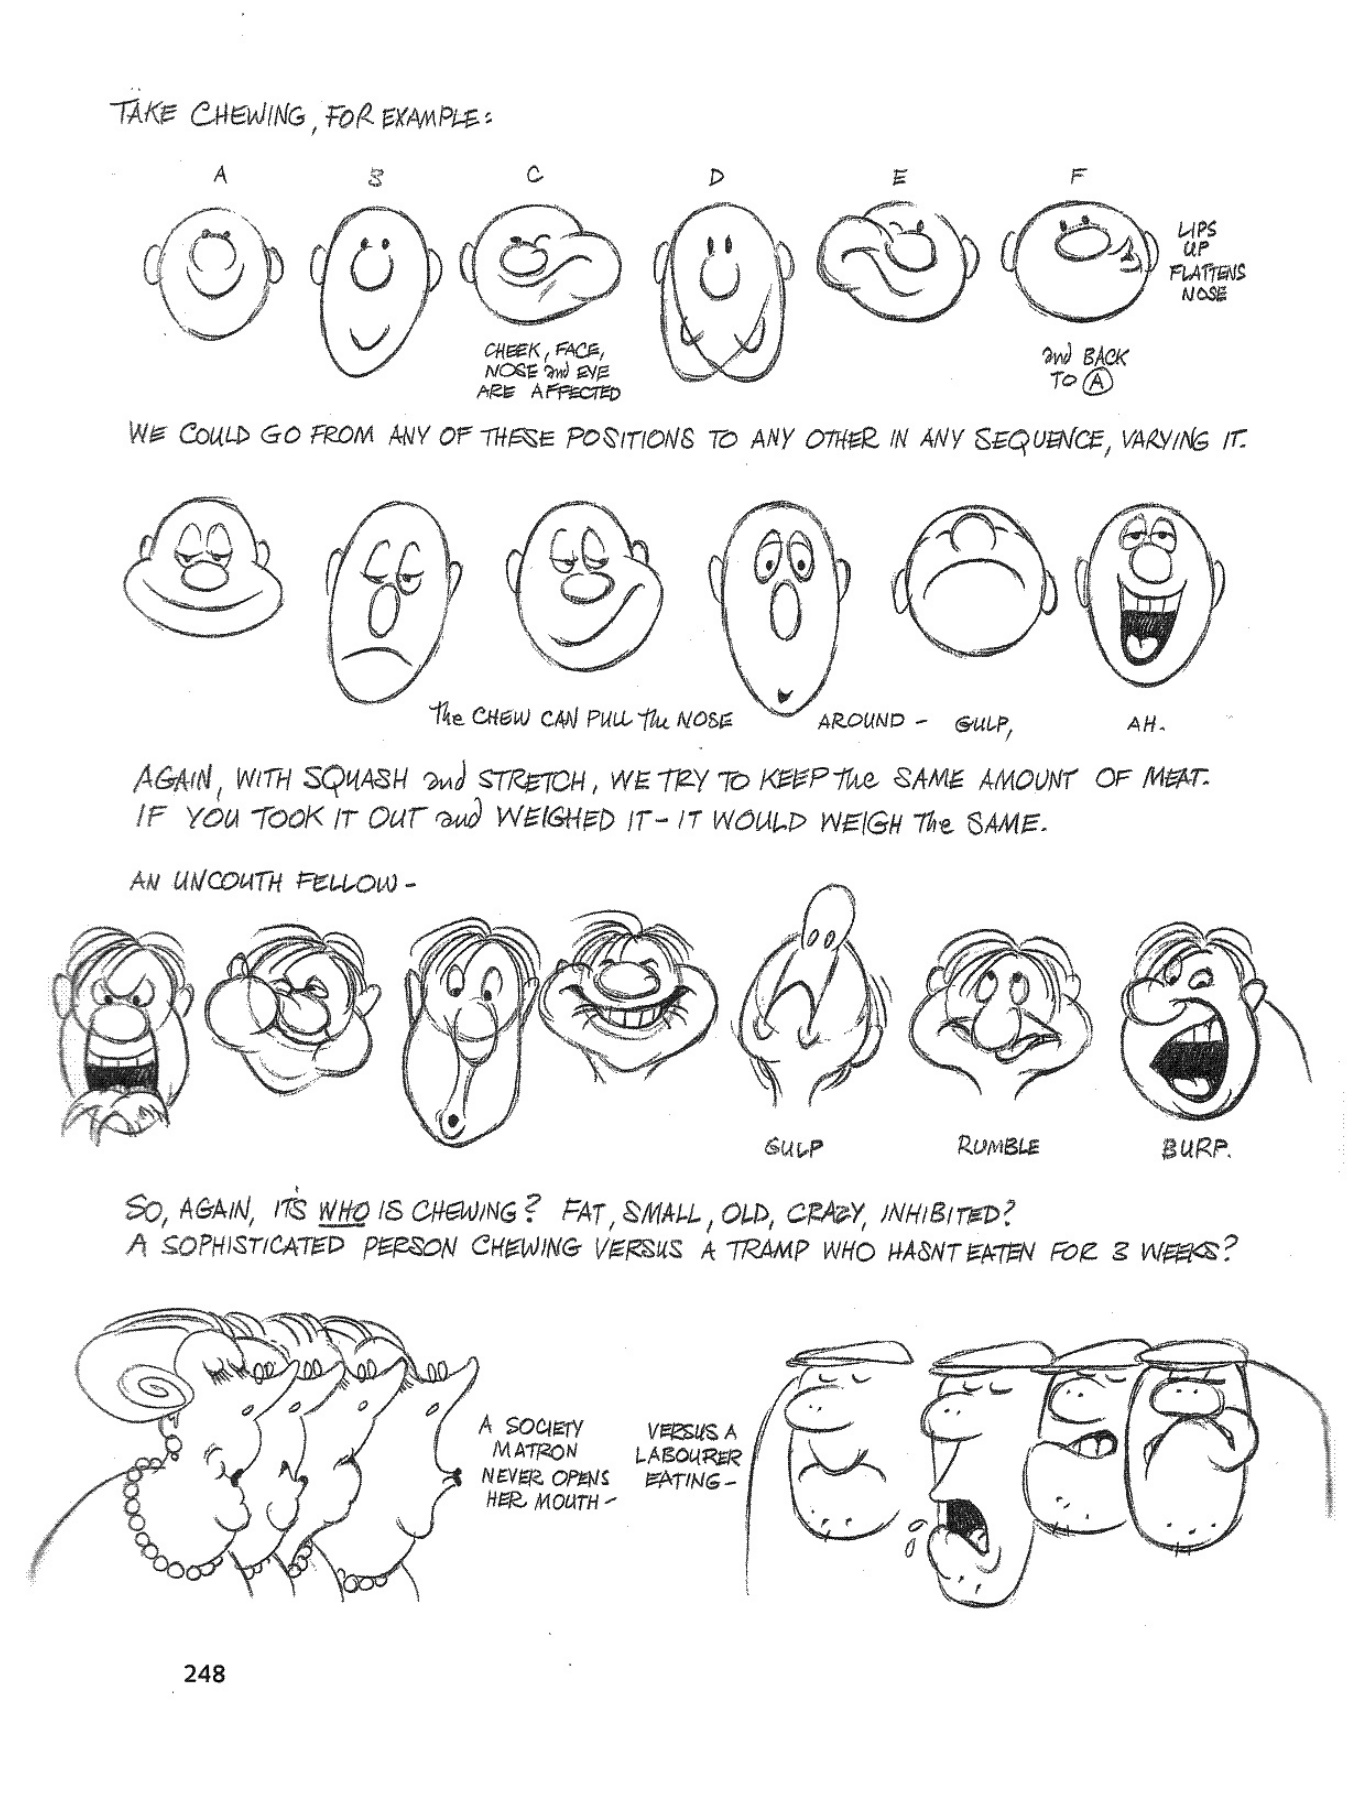 TAKE CHEWING, FOR EXAMPLE:
A B C D E F
LIPS
UP
FLATTENS
NOSE
CHEEK, FACE,
NOSE and EYE
ARE AFFECTED
and BACK
TO A
WE COULD GO FROM ANY OF THESE POSITIONS TO ANY OTHER IN ANY SEQUENCE, VARYING IT.
The CHEW CAN PULL The NOSE AROUND - GULP, AH.
AGAIN, WITH SQUASH and STRETCH, WE TRY TO KEEP The SAME AMOUNT OF MEAT.
IF YOU TOOK IT OUT and WEIGHED IT - IT WOULD WEIGH The SAME.
AN UNCOUTH FELLOW -
GULP RUMBLE BURP.
SO, AGAIN, IT'S WHO IS CHEWING? FAT, SMALL, OLD, CRAZY, INHIBITED?
A SOPHISTICATED PERSON CHEWING VERSUS A TRAMP WHO HASNT EATEN FOR 3 WEEKS?
A SOCIETY
MATRON
NEVER OPENS
HER MOUTH -
VERSUS A
LABOURER
EATING -
248